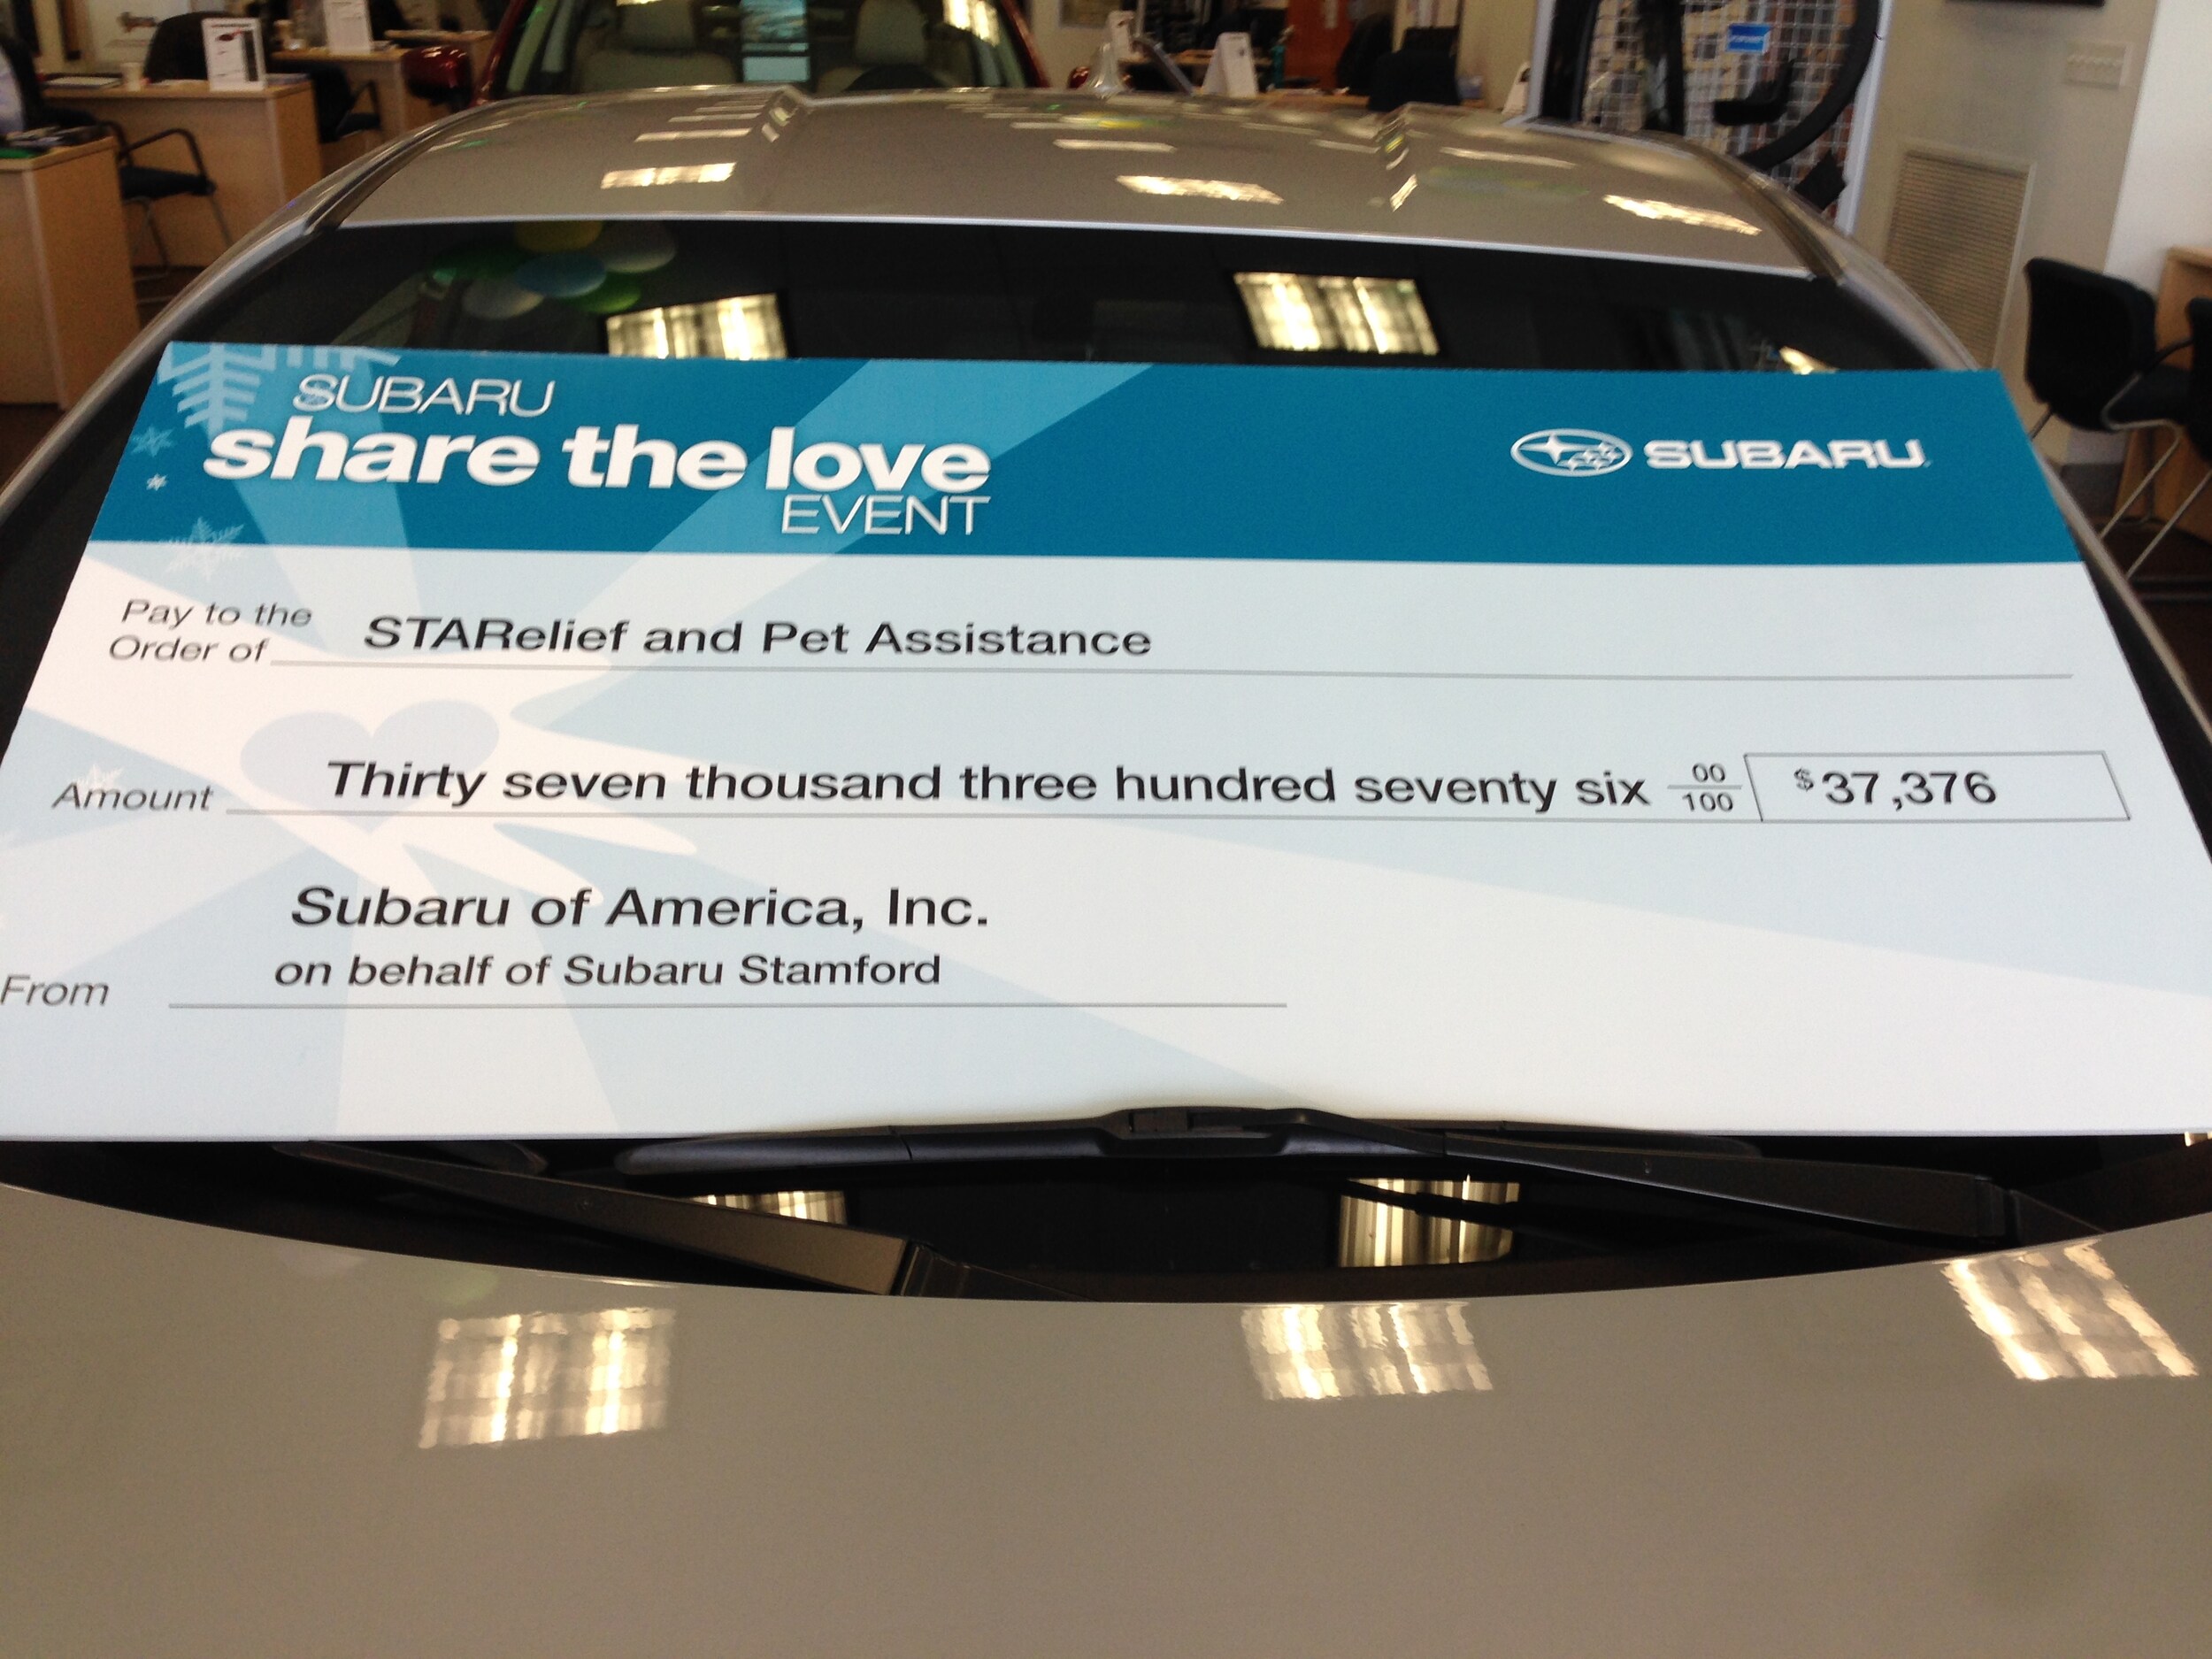 SUBARU
share the love
EVENT
SUBARU
Pay to the
Order of
STARelief and Pet Assistance
Amount
Thirty seven thousand three hundred seventy six
00
100
$37,376
Subaru of America, Inc.
on behalf of Subaru Stamford
From